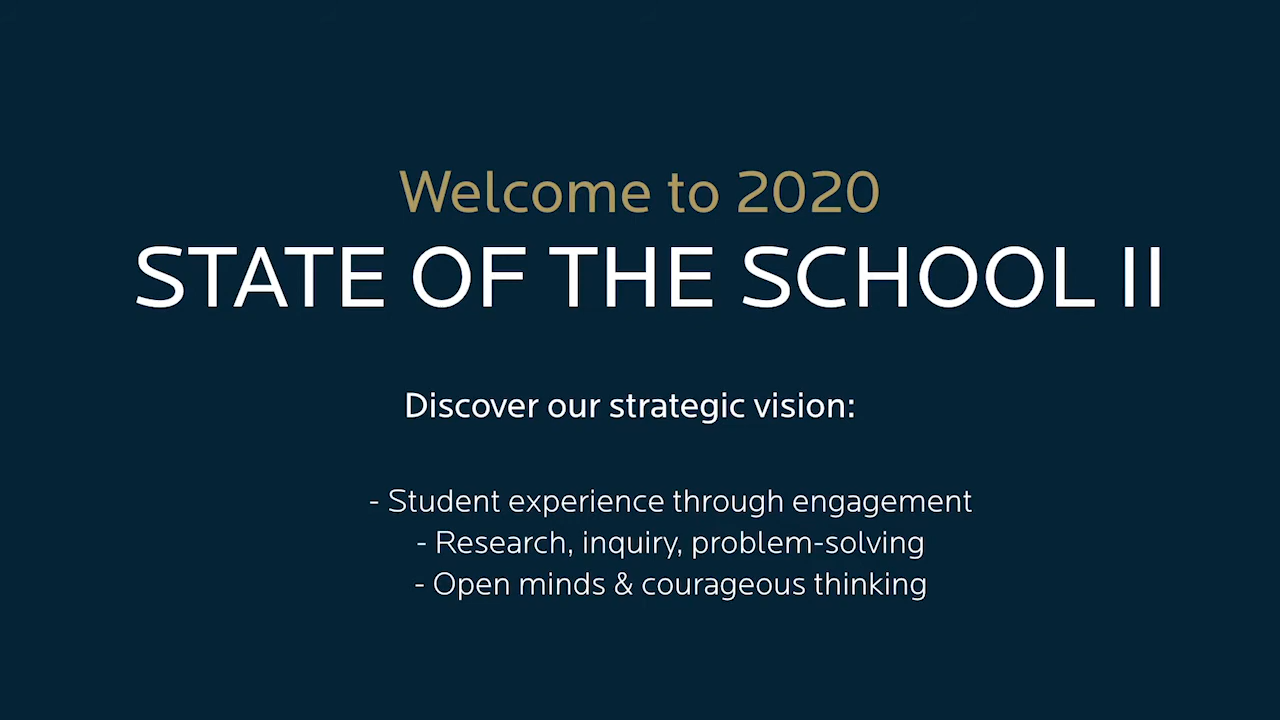 Welcome to 2020
STATE OF THE SCHOOL II
Discover our strategic vision:
- Student experience through engagement
- Research, inquiry, problem-solving
- Open minds & courageous thinking